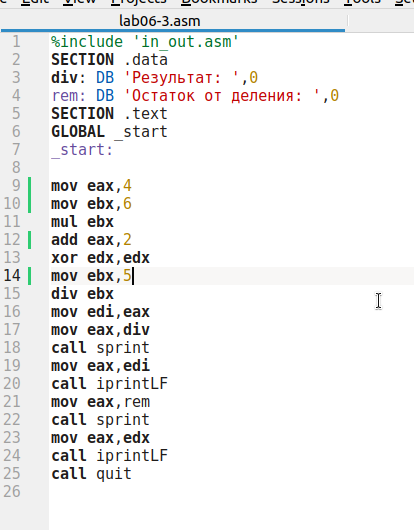 View Projects Bookmarks Sessions Tools
lab06-3.asm
1 %include 'in_out.asm'
2 SECTION .data
3 div: DB 'Результат: ',0
4 rem: DB 'Остаток от деления: ',0
5 SECTION .text
6 GLOBAL _start
7 _start:
8
9 mov eax,4
10 mov ebx,6
11 mul ebx
12 add eax,2
13 xor edx,edx
14 mov ebx,5
15 div ebx
16 mov edi,eax
17 mov eax,div
18 call sprint
19 mov eax,edi
20 call iprintLF
21 mov eax,rem
22 call sprint
23 mov eax,edx
24 call iprintLF
25 call quit
26